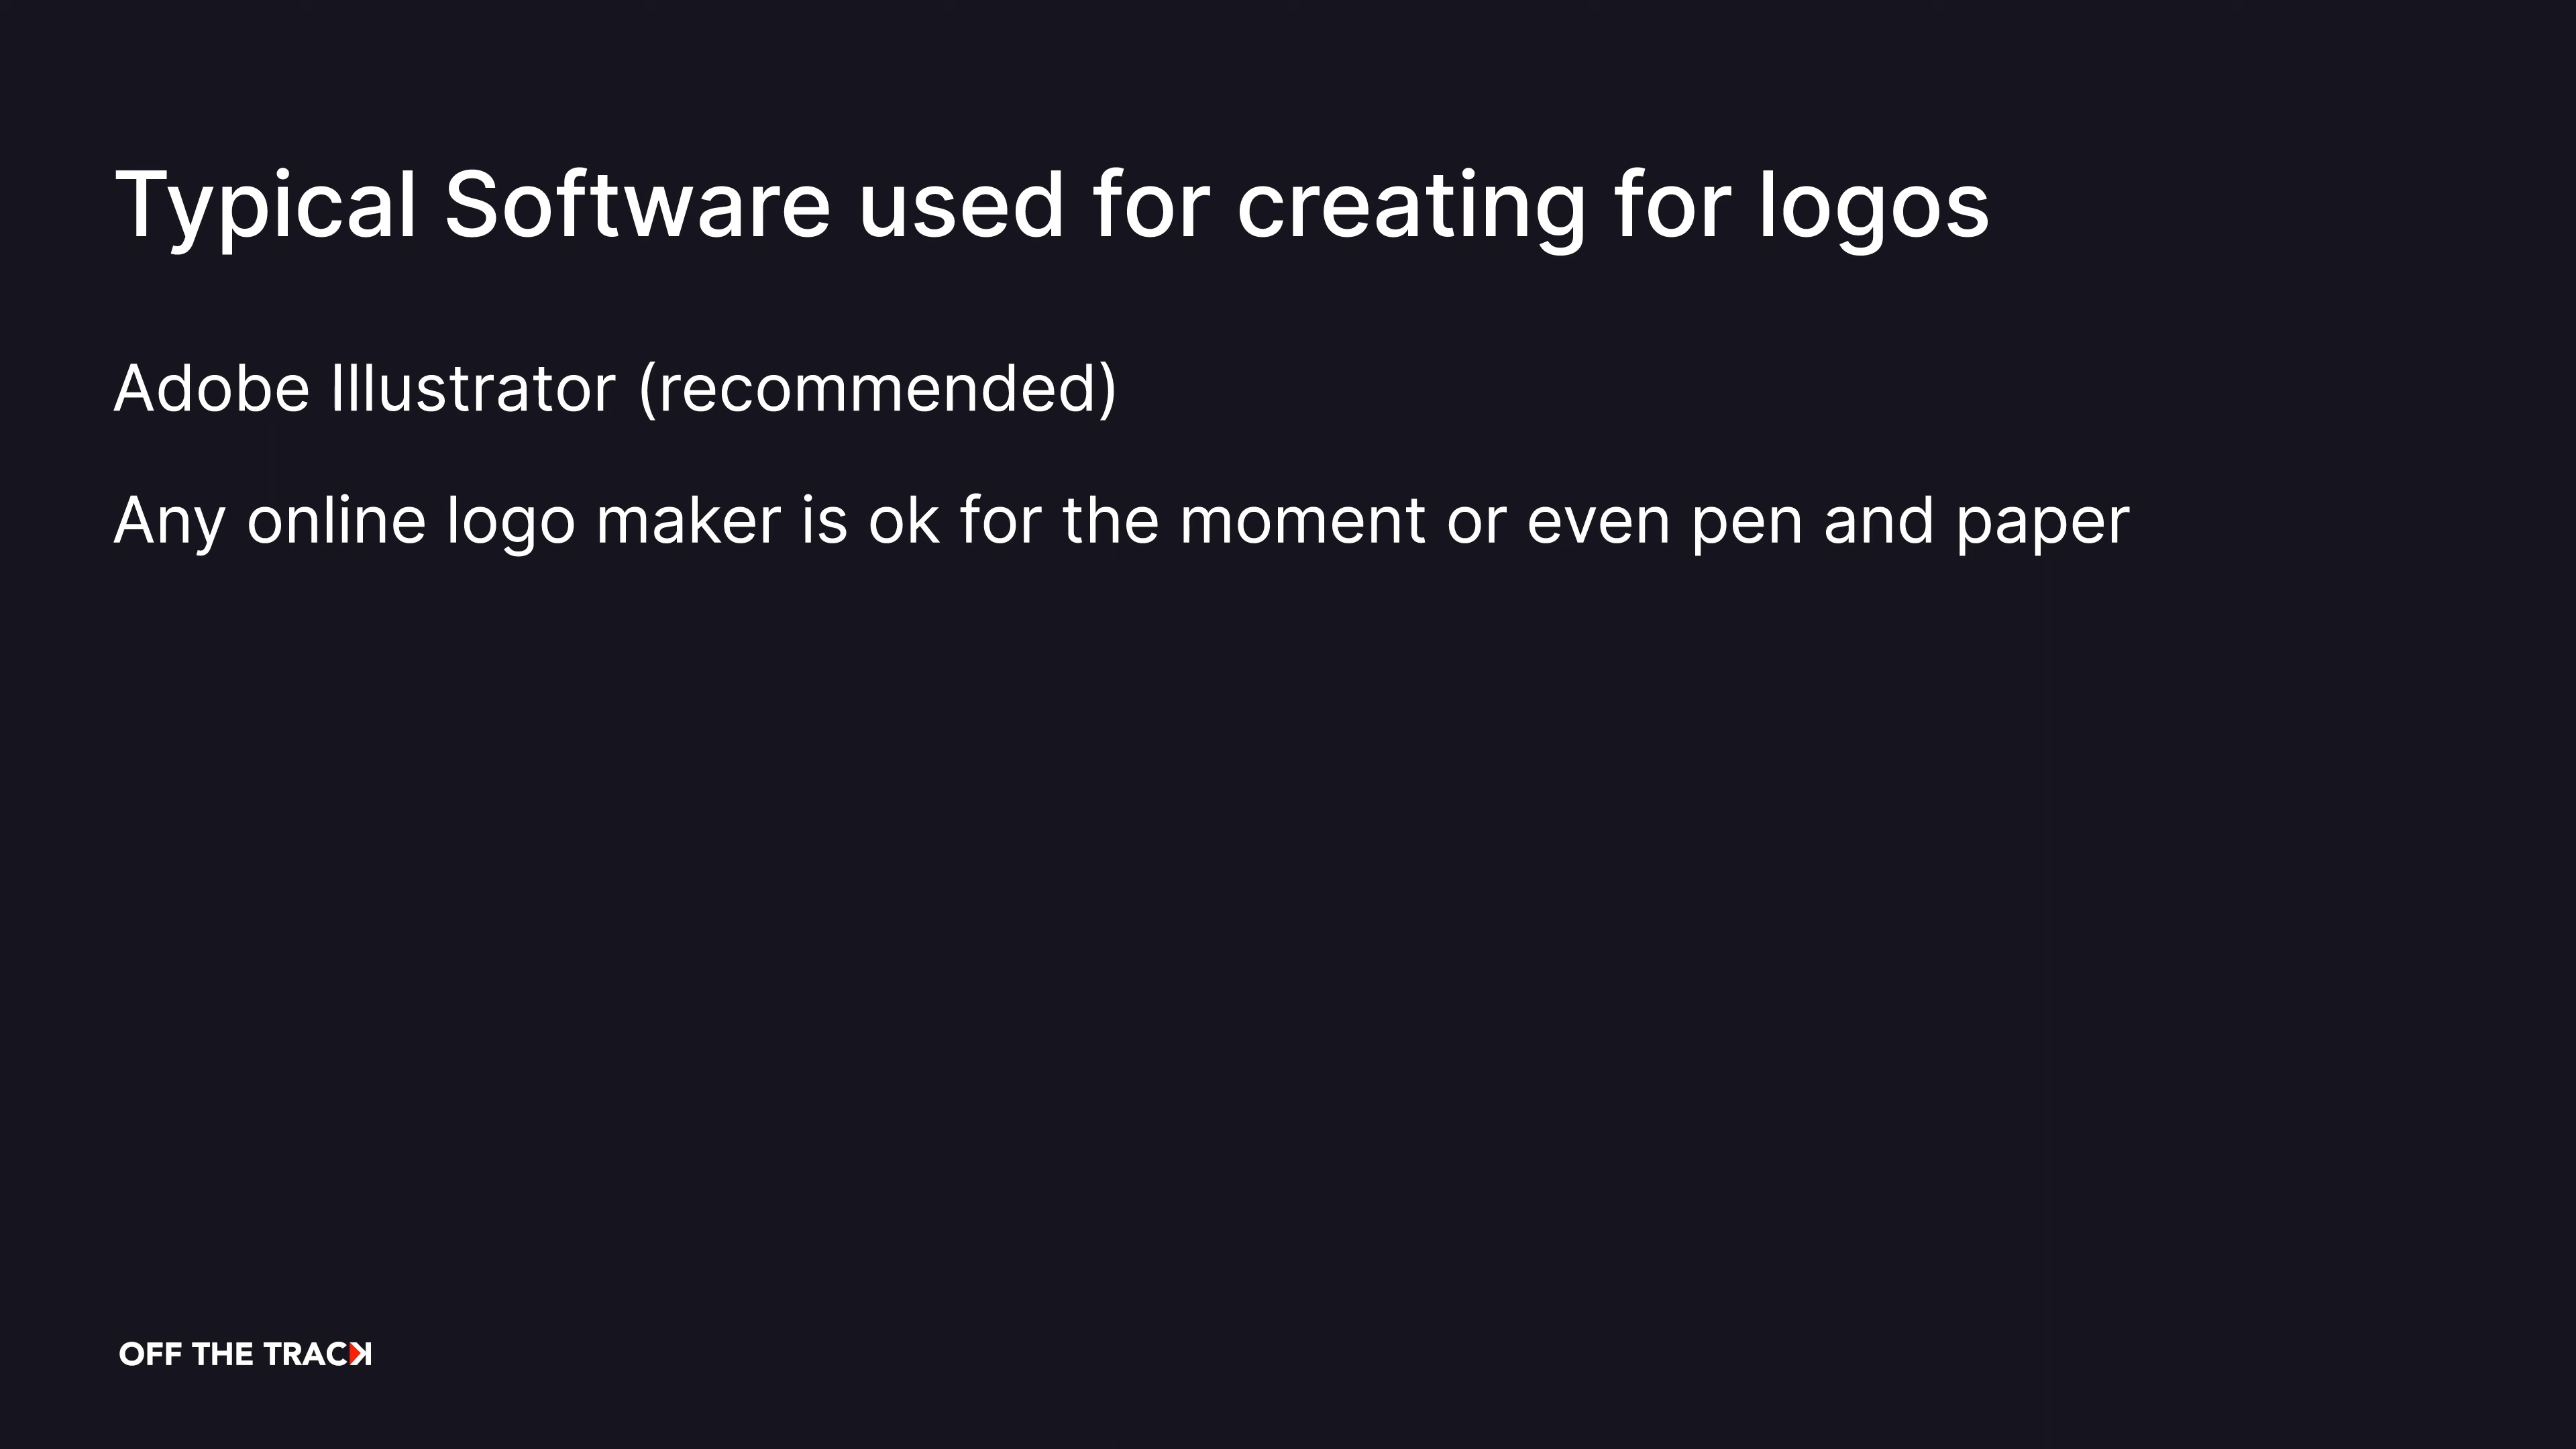 Typical Software used for creating for logos
Adobe Illustrator (recommended)
Any online logo maker is ok for the moment or even pen and paper
OFF THE TRACK